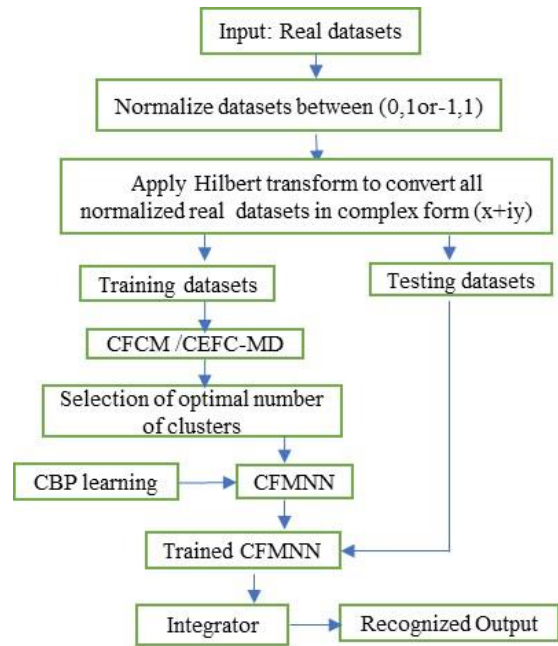 Input: Real datasets
Normalize datasets between (0,1or-1,1)
Apply Hilbert transform to convert all
normalized real datasets in complex form (x+iy)
Training datasets
Testing datasets
CFCM /CEFC-MD
Selection of optimal number
of clusters
CBP learning
CFMNN
Trained CFMNN
Integrator
Recognized Output